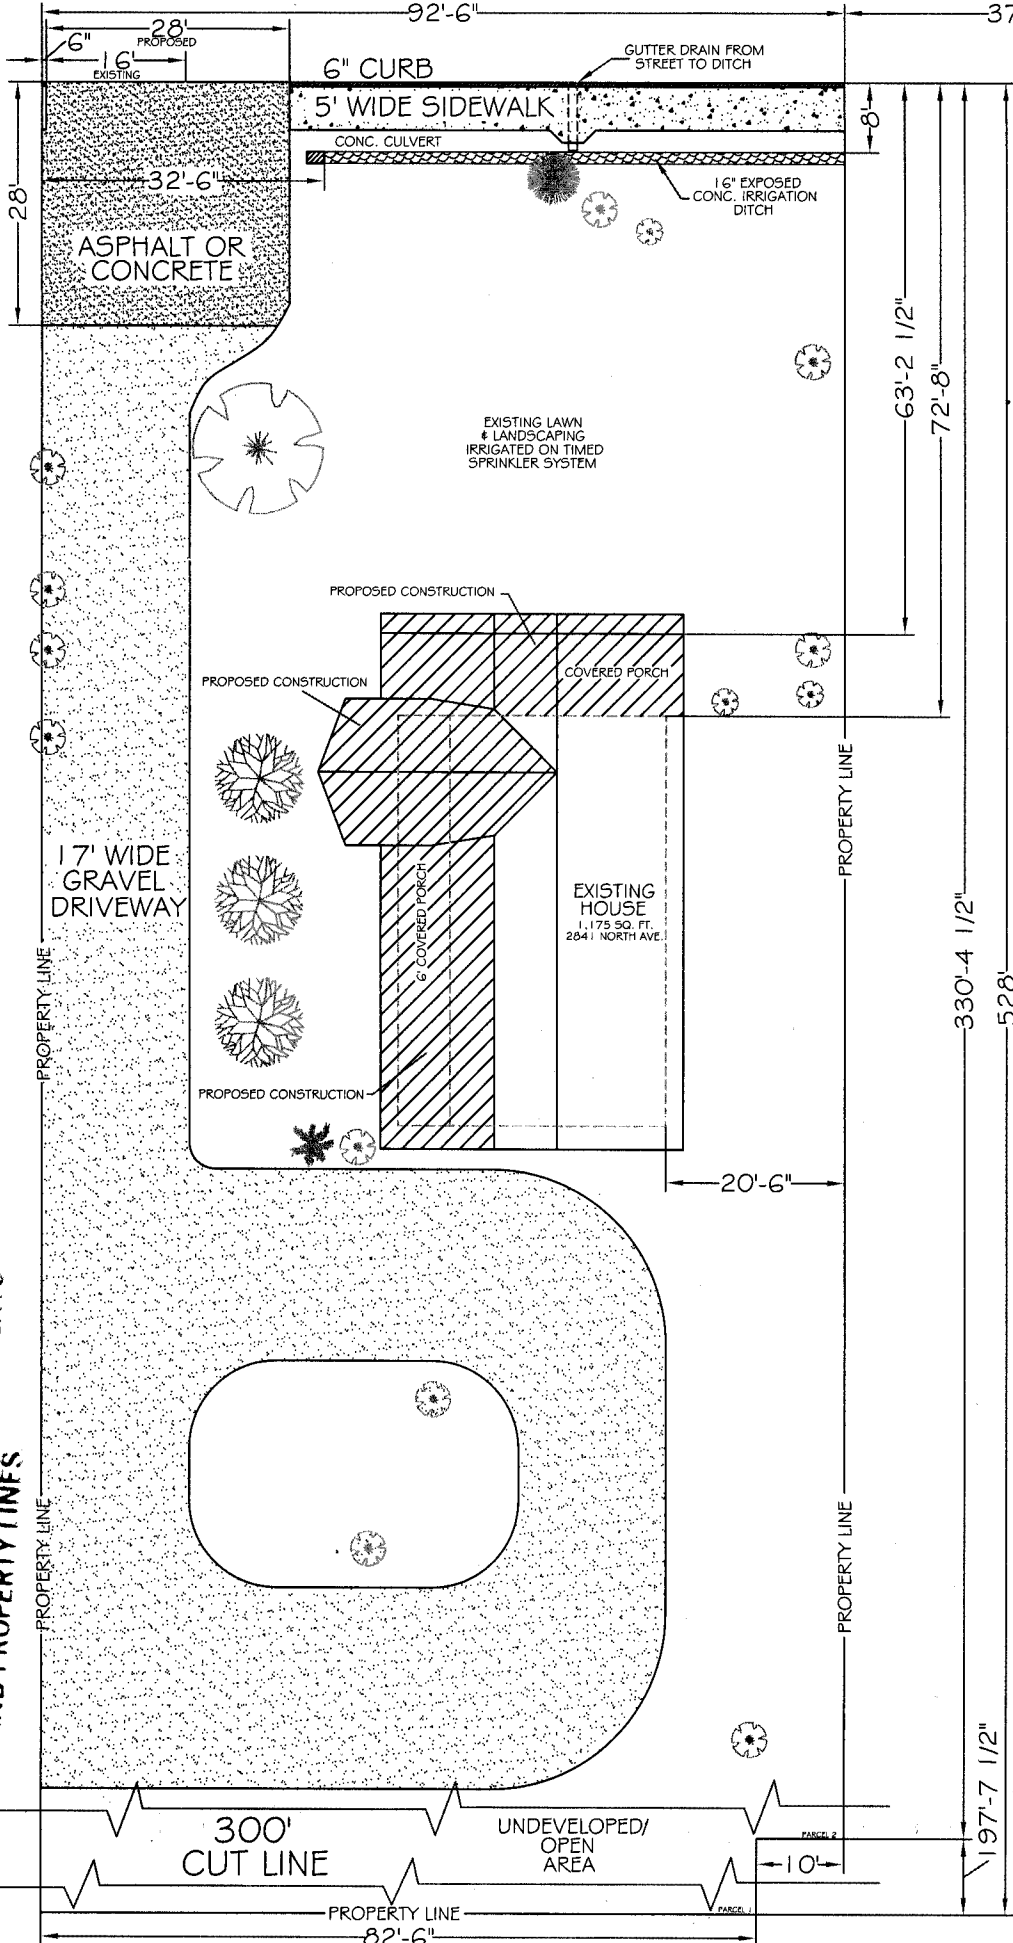 92'-6"
37
28'
PROPOSED
6"
16'
EXISTING
6" CURB
GUTTER DRAIN FROM
STREET TO DITCH
5' WIDE SIDEWALK
8'
CONC. CULVERT
32'-6"
16" EXPOSED
CONC. IRRIGATION
DITCH
28'
ASPHALT OR
CONCRETE
63'-2 1/2"
72'-8"
EXISTING LAWN
& LANDSCAPING
IRRIGATED ON TIMED
SPRINKLER SYSTEM
PROPOSED CONSTRUCTION
COVERED PORCH
PROPOSED CONSTRUCTION
PROPERTY LINE
17' WIDE
GRAVEL
DRIVEWAY
6' COVERED PORCH
EXISTING
HOUSE
1,175 SQ. FT.
2841 NORTH AVE.
330'-4 1/2"
528'
PROPERTY LINE
PROPOSED CONSTRUCTION
20'-6"
PROPERTY LINES
PROPERTY LINE
PROPERTY LINE
197'-7 1/2"
300'
CUT LINE
UNDEVELOPED/
OPEN
AREA
PARCEL 2
10'
PARCEL 1
PROPERTY LINE
82'-6"